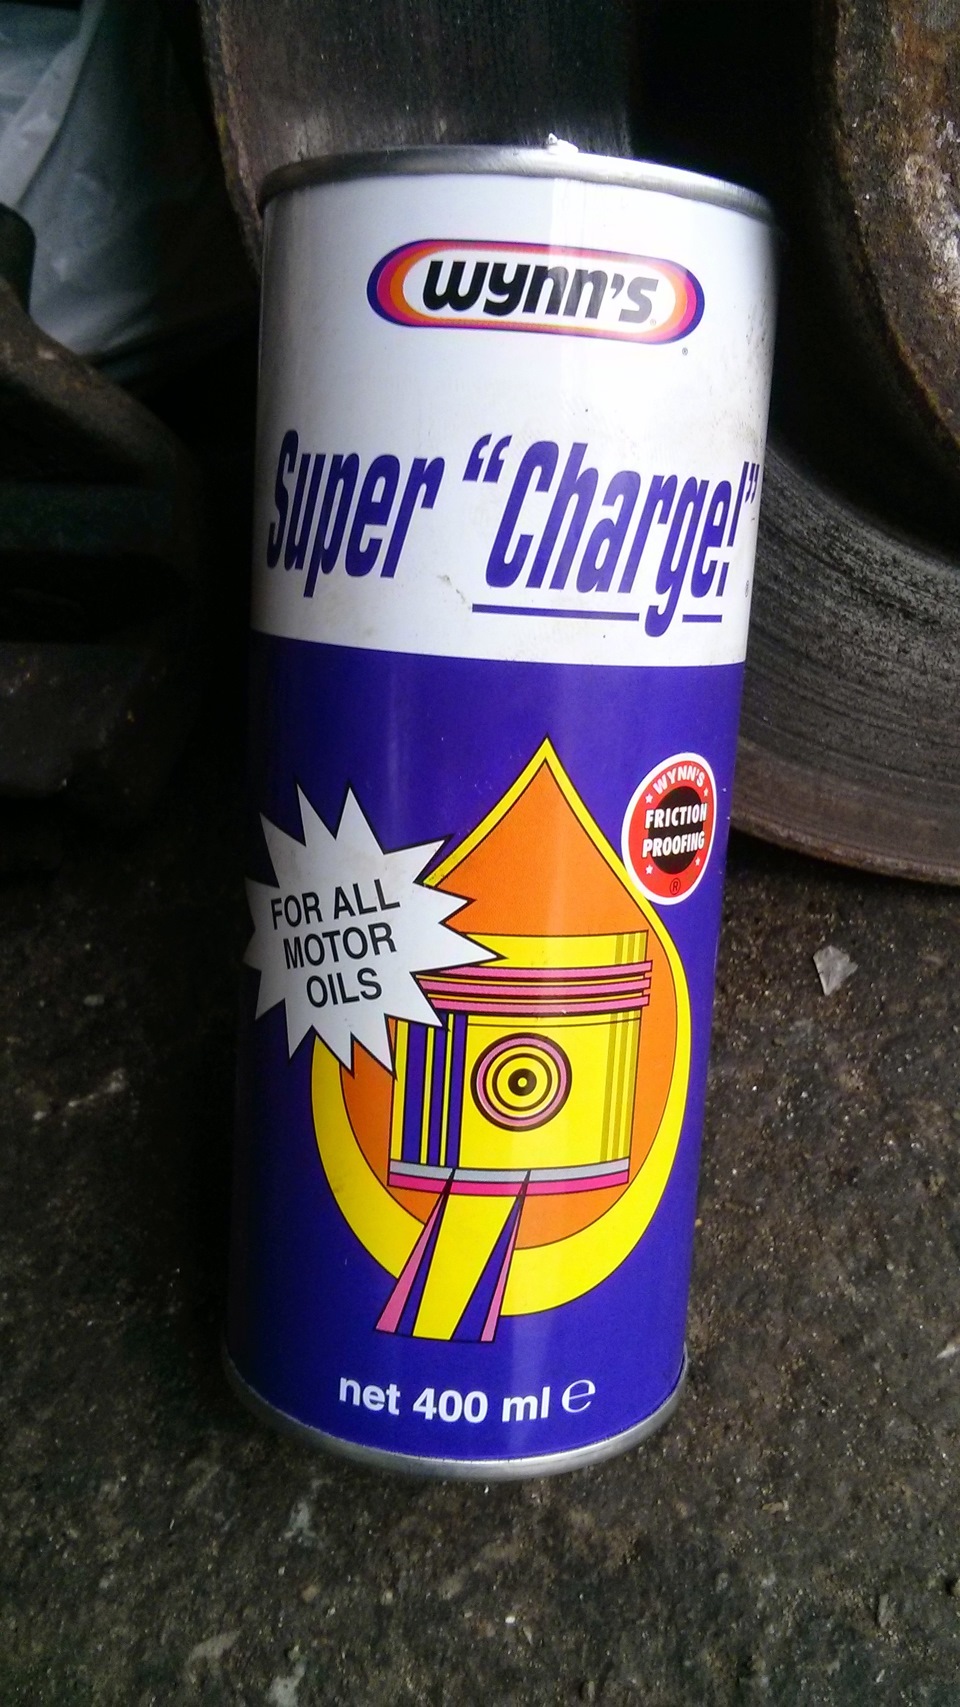 wynn's
Super “Charge!”
WYNN'S
FRICTION
PROOFING
®
FOR ALL
MOTOR
OILS
net 400 ml ℮